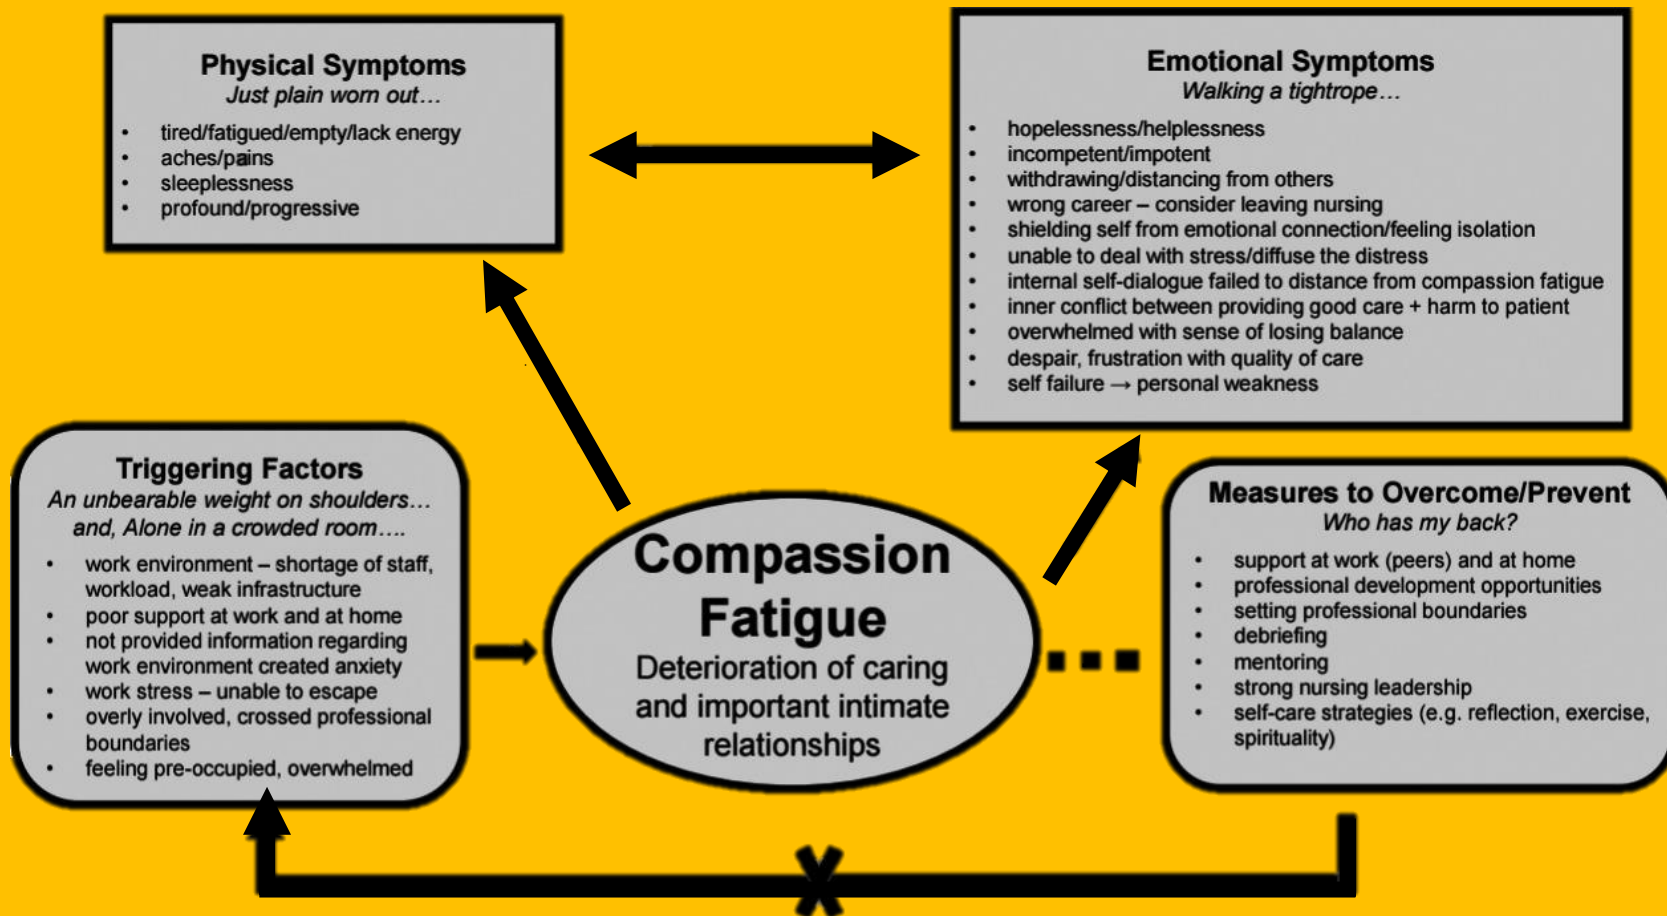 Physical Symptoms
Just plain worn out…
• tired/fatigued/empty/lack energy
• aches/pains
• sleeplessness
• profound/progressive
Emotional Symptoms
Walking a tightrope…
• hopelessness/helplessness
• incompetent/impotent
• withdrawing/distancing from others
• wrong career – consider leaving nursing
• shielding self from emotional connection/feeling isolation
• unable to deal with stress/diffuse the distress
• internal self-dialogue failed to distance from compassion fatigue
• inner conflict between providing good care + harm to patient
• overwhelmed with sense of losing balance
• despair, frustration with quality of care
• self failure → personal weakness
Triggering Factors
An unbearable weight on shoulders…
and, Alone in a crowded room….
• work environment – shortage of staff,
workload, weak infrastructure
• poor support at work and at home
• not provided information regarding
work environment created anxiety
• work stress – unable to escape
• overly involved, crossed professional
boundaries
• feeling pre-occupied, overwhelmed
Compassion
Fatigue
Deterioration of caring
and important intimate
relationships
Measures to Overcome/Prevent
Who has my back?
• support at work (peers) and at home
• professional development opportunities
• setting professional boundaries
• debriefing
• mentoring
• strong nursing leadership
• self-care strategies (e.g. reflection, exercise,
spirituality)